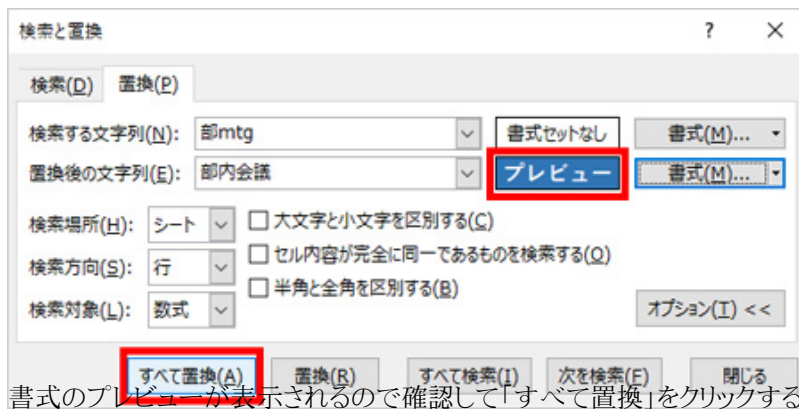 検索と置換 ?
検索(D) 置換(P)
検索する文字列(N): 部mtg 書式セットなし 書式(M)...
置換後の文字列(E): 部内会議 プレビュー 書式(M)...
検索場所(H): シート 大文字と小文字を区別する(C)
検索方向(S): 行 セル内容が完全に同一であるものを検索する(O)
検索対象(L): 数式 半角と全角を区別する(B)
オプション(T) <<
すべて置換(A) 置換(R) すべて検索(I) 次を検索(F) 閉じる
書式のプレビューが表示されるので確認して「すべて置換」をクリックする